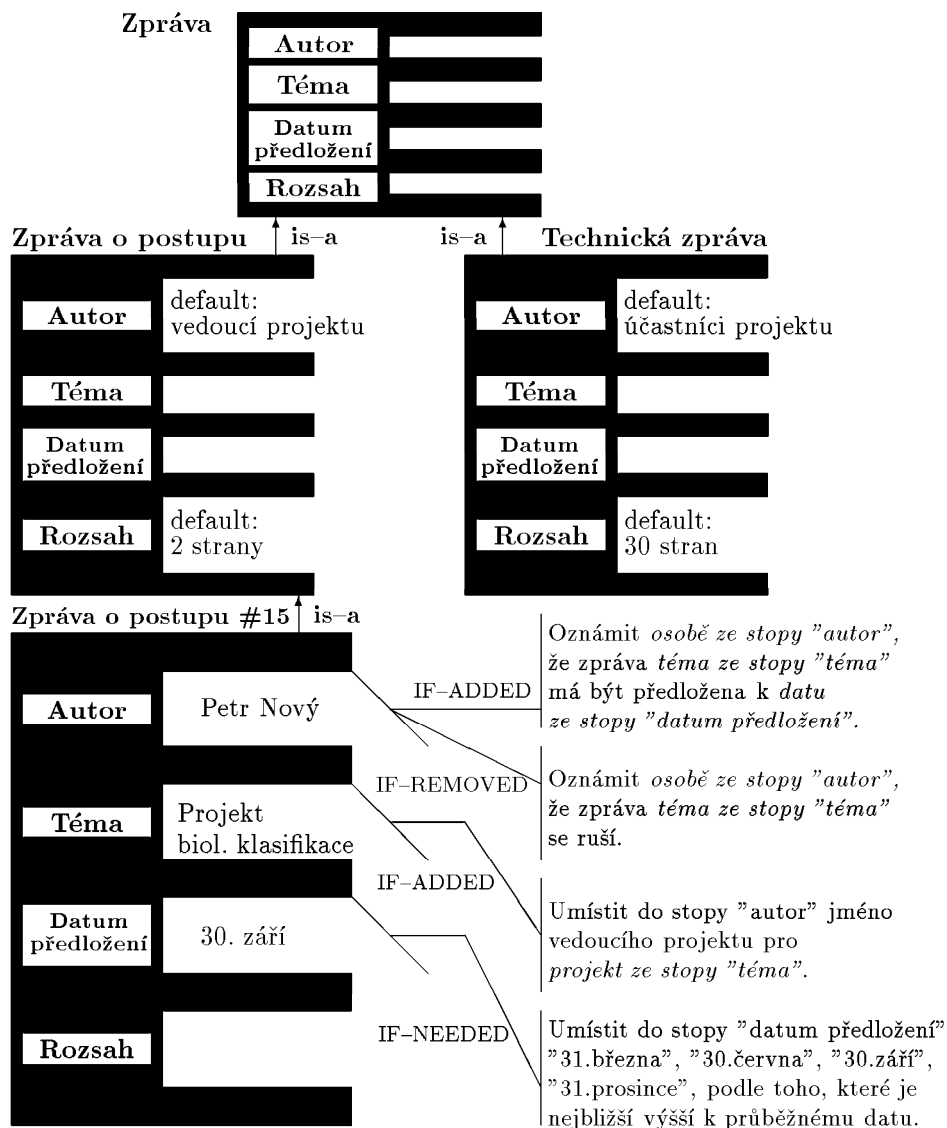 Zpráva
Autor
Téma
Datum
předložení
Rozsah
is–a
is–a
Zpráva o postupu
Autor
default:
vedoucí projektu
Téma
Datum
předložení
Rozsah
default:
2 strany
Technická zpráva
Autor
default:
účastníci projektu
Téma
Datum
předložení
Rozsah
default:
30 stran
is–a
Zpráva o postupu #15
Autor
Petr Nový
Téma
Projekt
biol. klasifikace
Datum
předložení
30. září
Rozsah
IF–ADDED
Oznámit osobě ze stopy ”autor”,
že zpráva téma ze stopy ”téma”
má být předložena k datu
ze stopy ”datum předložení”.
IF–REMOVED
Oznámit osobě ze stopy ”autor”,
že zpráva téma ze stopy ”téma”
se ruší.
IF–ADDED
Umístit do stopy ”autor” jméno
vedoucího projektu pro
projekt ze stopy ”téma”.
IF–NEEDED
Umístit do stopy ”datum předložení”
”31.března”, ”30.června”, ”30.září”,
”31.prosince”, podle toho, které je
nejbližší výšší k průběžnému datu.